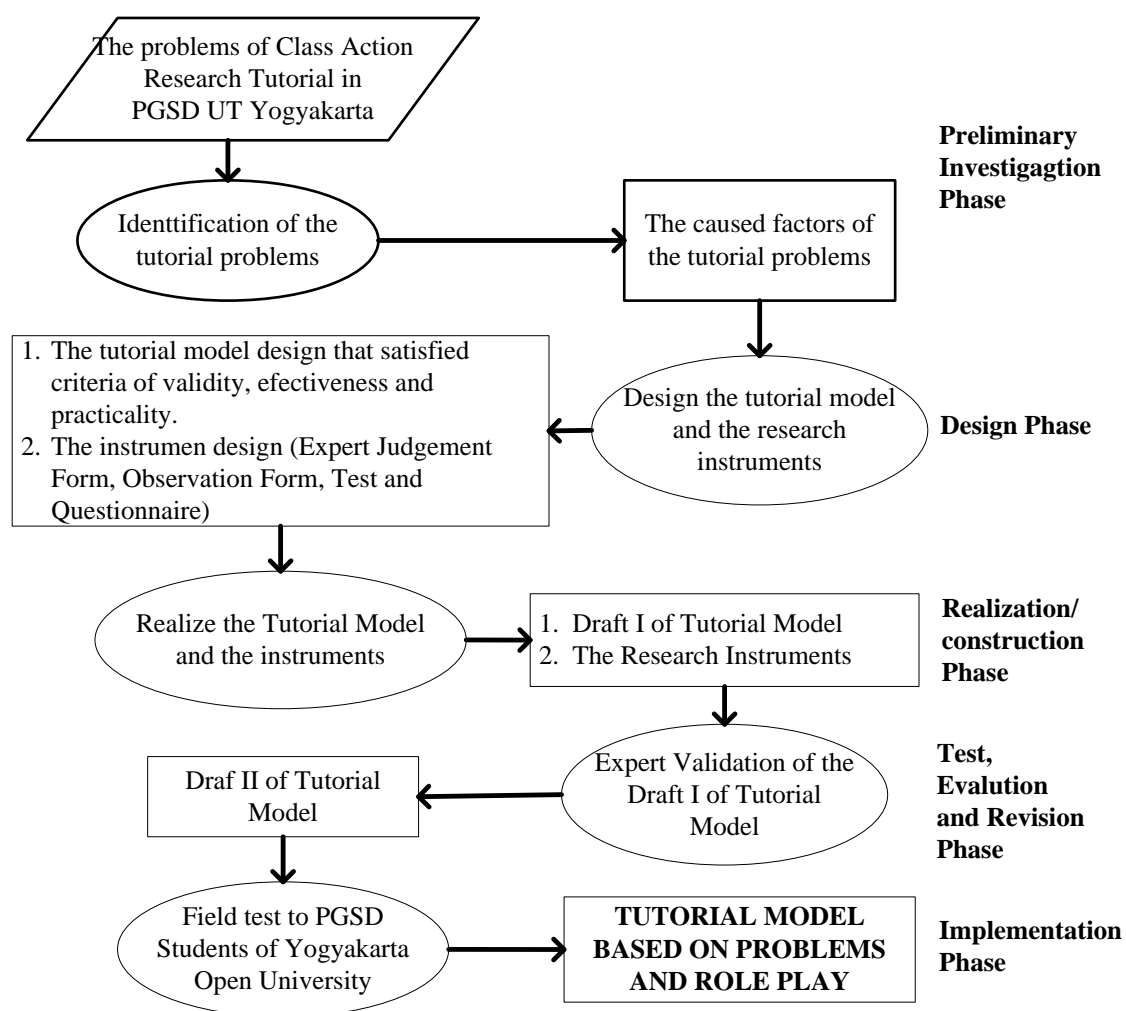 The problems of Class Action
Research Tutorial in
PGSD UT Yogyakarta
Preliminary
Investigagtion
Phase
Identtification of the
tutorial problems
The caused factors of
the tutorial problems
1. The tutorial model design that satisfied
criteria of validity, efectiveness and
practicality.
2. The instrumen design (Expert Judgement
Form, Observation Form, Test and
Questionnaire)
Design the tutorial model
and the research
instruments
Design Phase
Realize the Tutorial Model
and the instruments
1. Draft I of Tutorial Model
2. The Research Instruments
Realization/
construction
Phase
Draf II of Tutorial
Model
Expert Validation of the
Draft I of Tutorial
Model
Test,
Evalution
and Revision
Phase
Field test to PGSD
Students of Yogyakarta
Open University
TUTORIAL MODEL
BASED ON PROBLEMS
AND ROLE PLAY
Implementation
Phase